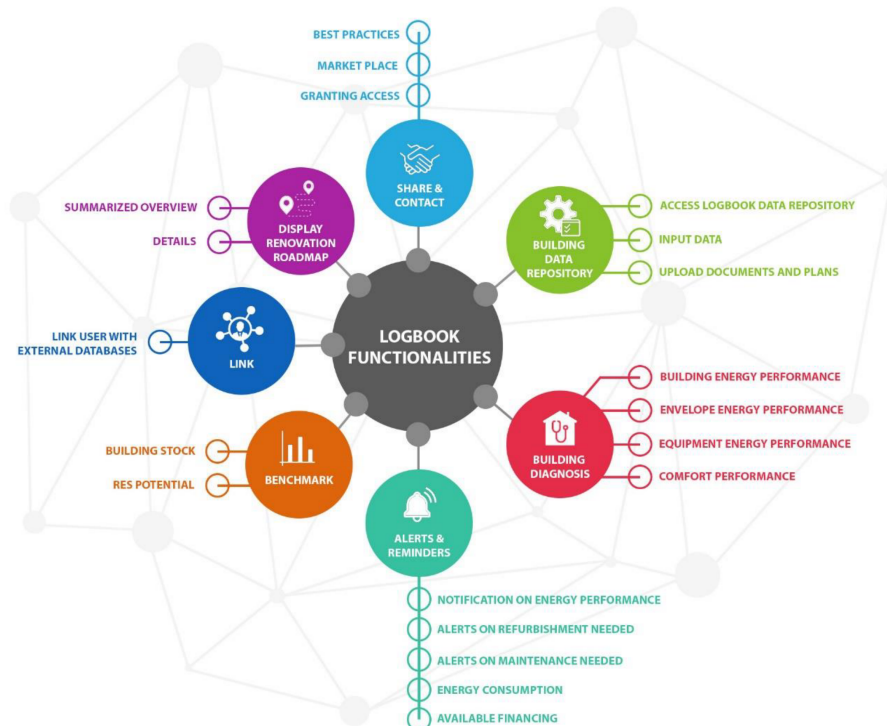 BEST PRACTICES
MARKET PLACE
GRANTING ACCESS
SHARE &
CONTACT
SUMMARIZED OVERVIEW
DETAILS
DISPLAY
RENOVATION
ROADMAP
BUILDING
DATA
REPOSITORY
ACCESS LOGBOOK DATA REPOSITORY
INPUT DATA
UPLOAD DOCUMENTS AND PLANS
LINK USER WITH
EXTERNAL DATABASES
LINK
LOGBOOK
FUNCTIONALITIES
BUILDING STOCK
RES POTENTIAL
BENCHMARK
BUILDING
DIAGNOSIS
BUILDING ENERGY PERFORMANCE
ENVELOPE ENERGY PERFORMANCE
EQUIPMENT ENERGY PERFORMANCE
COMFORT PERFORMANCE
ALERTS &
REMINDERS
NOTIFICATION ON ENERGY PERFORMANCE
ALERTS ON REFURBISHMENT NEEDED
ALERTS ON MAINTENANCE NEEDED
ENERGY CONSUMPTION
AVAILABLE FINANCING